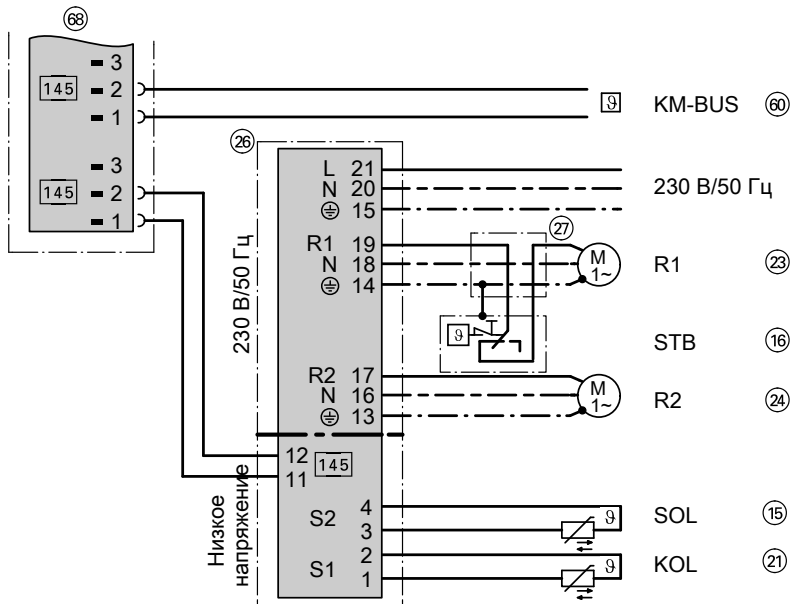 68
3
145 2
1
3
145 2
1
KM-BUS 60
26
L 21
N 20
15
230 В/50 Гц
27
R1 19
N 18
14
M
1~
R1 23
230 В/50 Гц
STB 16
R2 17
N 16
13
M
1~
R2 24
12
11
145
Низкое
напряжение
S2 4
3
ϑ SOL 15
S1 2
1
ϑ KOL 21
ϑ
ϑ